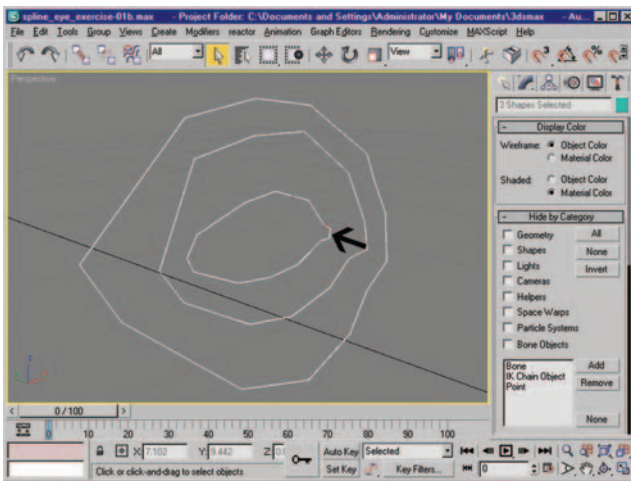 spline_eye_exercise-01b.max - Project Folder: C:\Documents and Settings\Administrator\My Documents\3dsmax - Au...
File Edit Tools Group Views Create Modifiers reactor Animation Graph Editors Rendering Customize MAXScript Help
All View
Perspective
3 Shapes Selected
- Display Color
Wireframe: Object Color
Material Color
Shaded: Object Color
Material Color
- Hide by Category
Geometry All
Shapes None
Lights Invert
Cameras
Helpers
Space Warps
Particle Systems
Bone Objects
Bone Add
IK Chain Object Remove
Point
None
z
< 0 / 100 >
0 10 20 30 40 50 60 70 80 90 100
X: 7.102 Y: 9.442 Z: Auto Key Selected
Click or click-and-drag to select objects Set Key Key Filters... 0